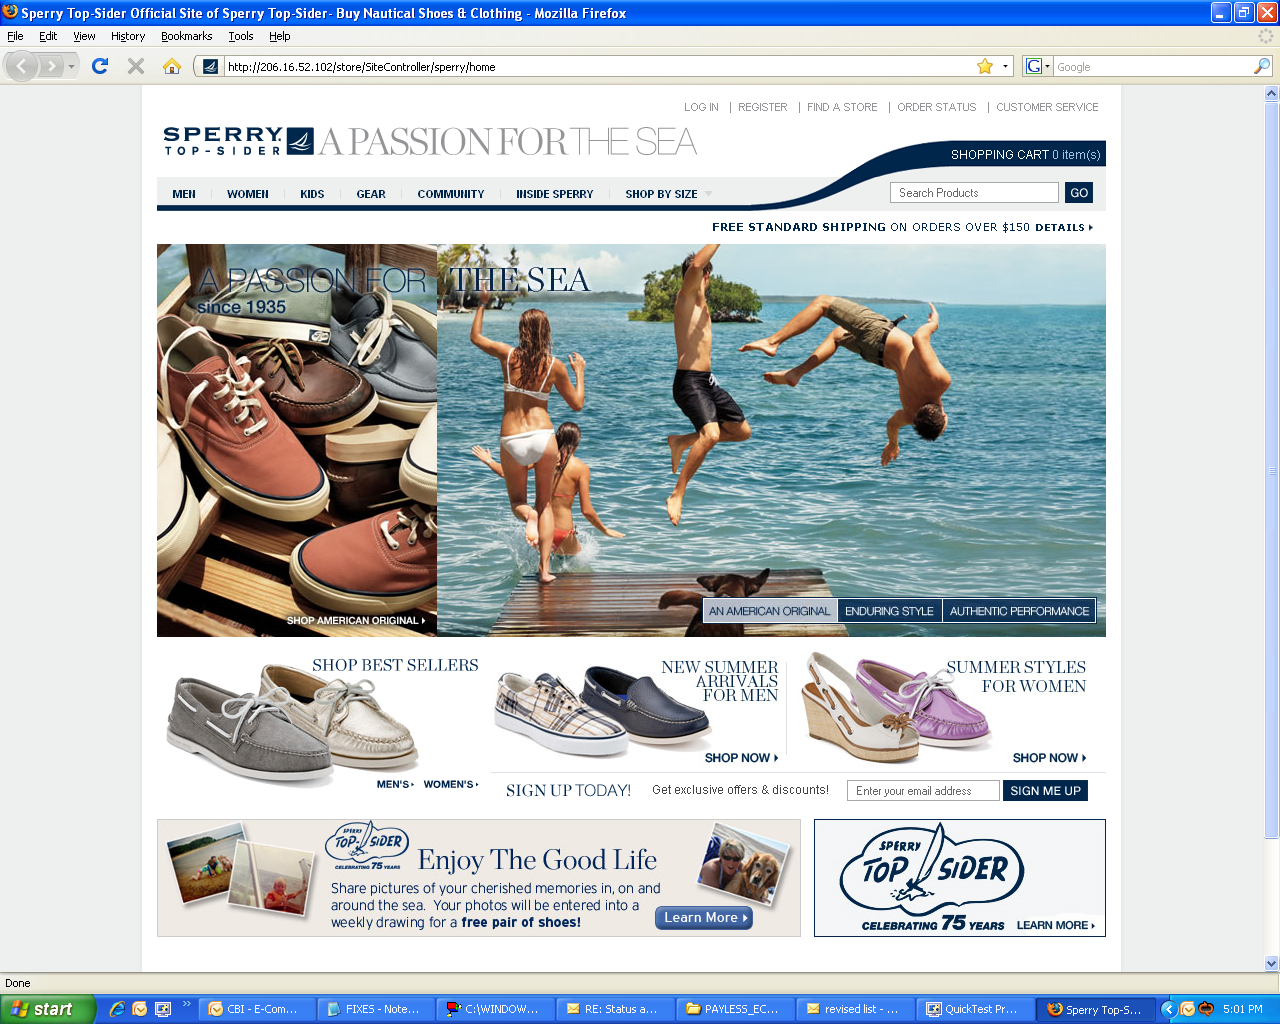 Sperry Top-Sider Official Site of Sperry Top-Sider- Buy Nautical Shoes & Clothing - Mozilla Firefox
File Edit View History Bookmarks Tools Help
http://206.16.52.102/store/SiteController/sperry/home
G Google
LOG IN | REGISTER | FIND A STORE | ORDER STATUS | CUSTOMER SERVICE
SPERRY
TOP-SIDER
A PASSION FOR THE SEA
SHOPPING CART 0 item(s)
MEN WOMEN KIDS GEAR COMMUNITY INSIDE SPERRY SHOP BY SIZE
Search Products GO
FREE STANDARD SHIPPING ON ORDERS OVER $150 DETAILS
A PASSION FOR THE SEA
since 1935
SHOP AMERICAN ORIGINAL
AN AMERICAN ORIGINAL ENDURING STYLE AUTHENTIC PERFORMANCE
SHOP BEST SELLERS
MEN'S WOMEN'S
NEW SUMMER
ARRIVALS
FOR MEN
SHOP NOW
SUMMER STYLES
FOR WOMEN
SHOP NOW
SIGN UP TODAY! Get exclusive offers & discounts! Enter your email address SIGN ME UP
SPERRY
TOP-SIDER
CELEBRATING 75 YEARS
Enjoy The Good Life
Share pictures of your cherished memories in, on and
around the sea. Your photos will be entered into a
weekly drawing for a free pair of shoes!
Learn More
SPERRY
TOP SIDER
CELEBRATING 75 YEARS
LEARN MORE
Done
start
CBI - E-Com... FIXES - Note... C:\WINDOW... RE: Status a... PAYLESS_EC... revised list - ... QuickTest Pr... Sperry Top-S... 5:01 PM